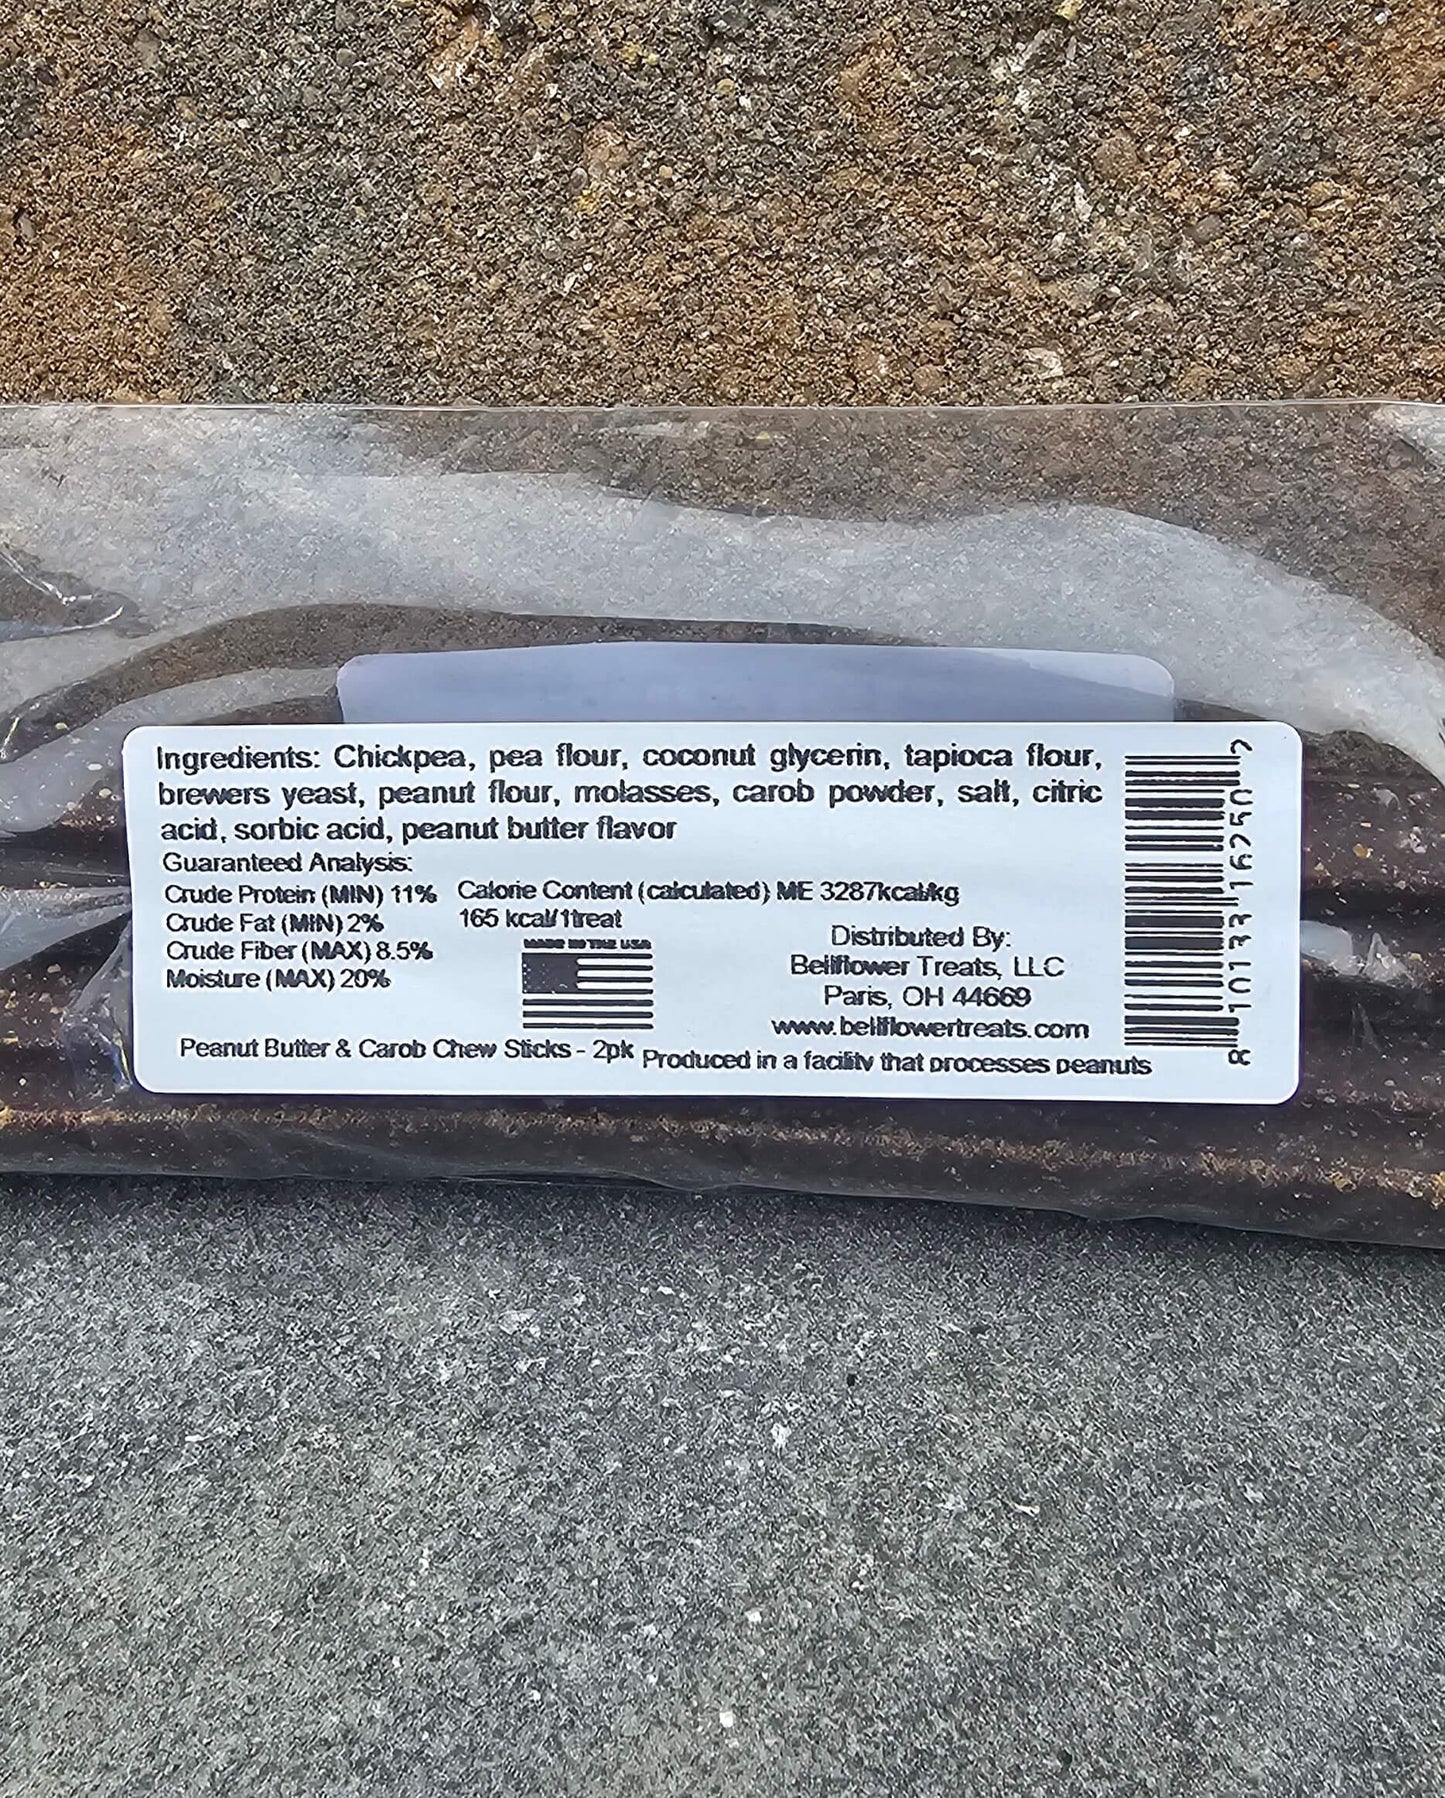 Ingredients: Chickpea, pea flour, coconut glycerin, tapioca flour,
brewers yeast, peanut flour, molasses, carob powder, salt, citric
acid, sorbic acid, peanut butter flavor
Guaranteed Analysis:
Crude Protein (MIN) 11%
Crude Fat (MIN) 2%
Crude Fiber (MAX) 8.5%
Moisture (MAX) 20%
Calorie Content (calculated) ME 3287kcal/kg
165 kcal/1treat
MADE IN THE USA
Distributed By:
Bellflower Treats, LLC
Paris, OH 44669
www.bellflowertreats.com
Peanut Butter & Carob Chew Sticks - 2pk
Produced in a facility that processes peanuts
8 10133 16250 7